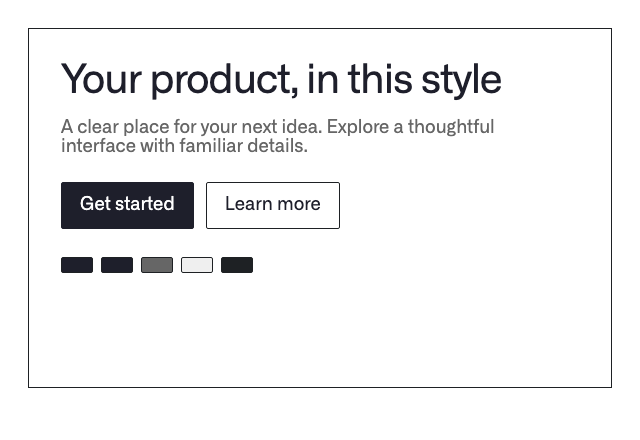 Your product, in this style
A clear place for your next idea. Explore a thoughtful
interface with familiar details.
Get started
Learn more